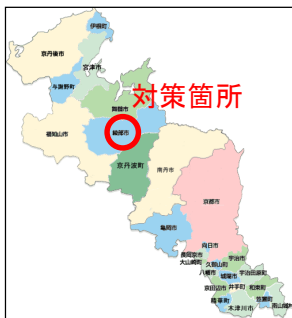 伊根町
京丹後市
宮津市
与謝野町
対策箇所
舞鶴市
綾部市
福知山市
京丹波町
南丹市
京都市
亀岡市
向日市
長岡京市
大山崎町
宇治市
久御山町
八幡市
宇治田原町
城陽市
京田辺市
井手町
和束町
精華町
笠置町
木津川市
南山城村